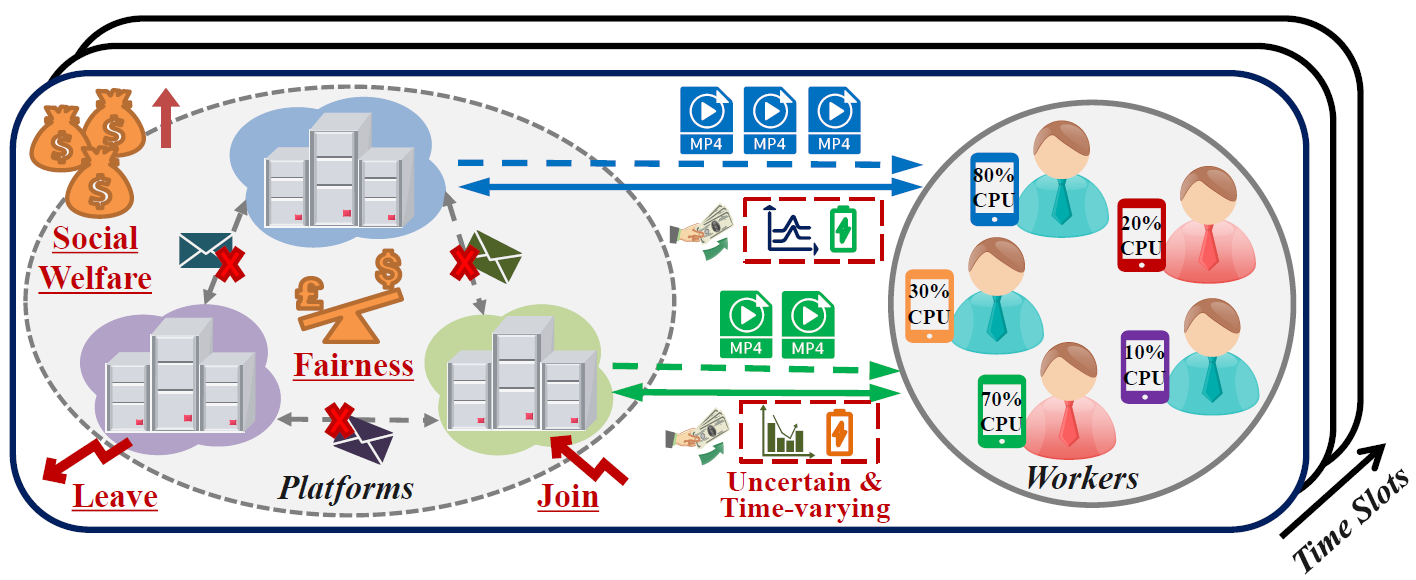 Social
Welfare
Fairness
Leave
Platforms
Join
MP4
MP4
MP4
MP4
MP4
Uncertain &
Time-varying
80%
CPU
20%
CPU
30%
CPU
10%
CPU
70%
CPU
Workers
Time Slots